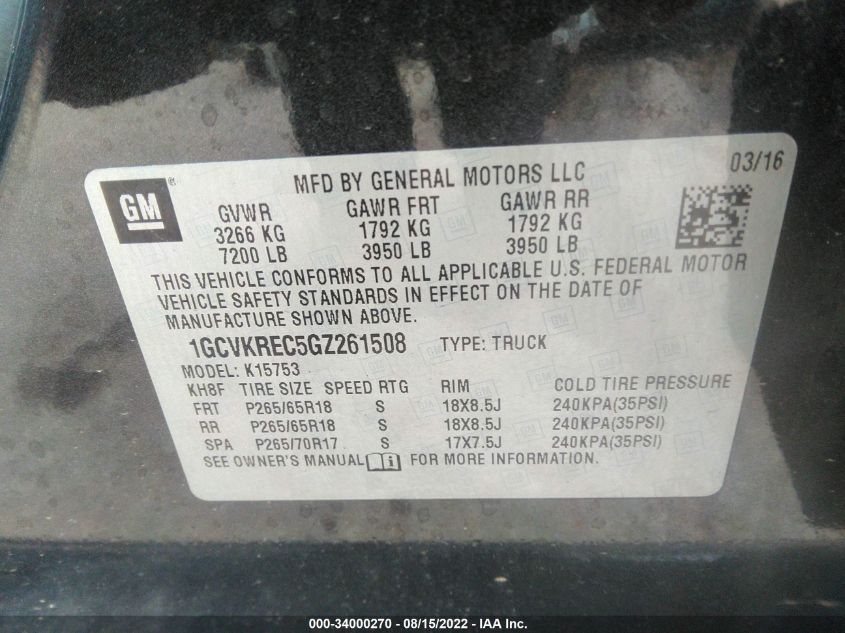 GM
®
MFD BY GENERAL MOTORS LLC
03/16
GVWR GAWR FRT GAWR RR
3266 KG 1792 KG 1792 KG
7200 LB 3950 LB 3950 LB
THIS VEHICLE CONFORMS TO ALL APPLICABLE U.S. FEDERAL MOTOR
VEHICLE SAFETY STANDARDS IN EFFECT ON THE DATE OF
MANUFACTURE SHOWN ABOVE.
1GCVKREC5GZ261508 TYPE: TRUCK
MODEL: K15753
KH8F TIRE SIZE SPEED RTG RIM COLD TIRE PRESSURE
FRT P265/65R18 S 18X8.5J 240KPA(35PSI)
RR P265/65R18 S 18X8.5J 240KPA(35PSI)
SPA P265/70R17 S 17X7.5J 240KPA(35PSI)
SEE OWNER'S MANUAL i FOR MORE INFORMATION.
000-34000270 - 08/15/2022 - IAA Inc.